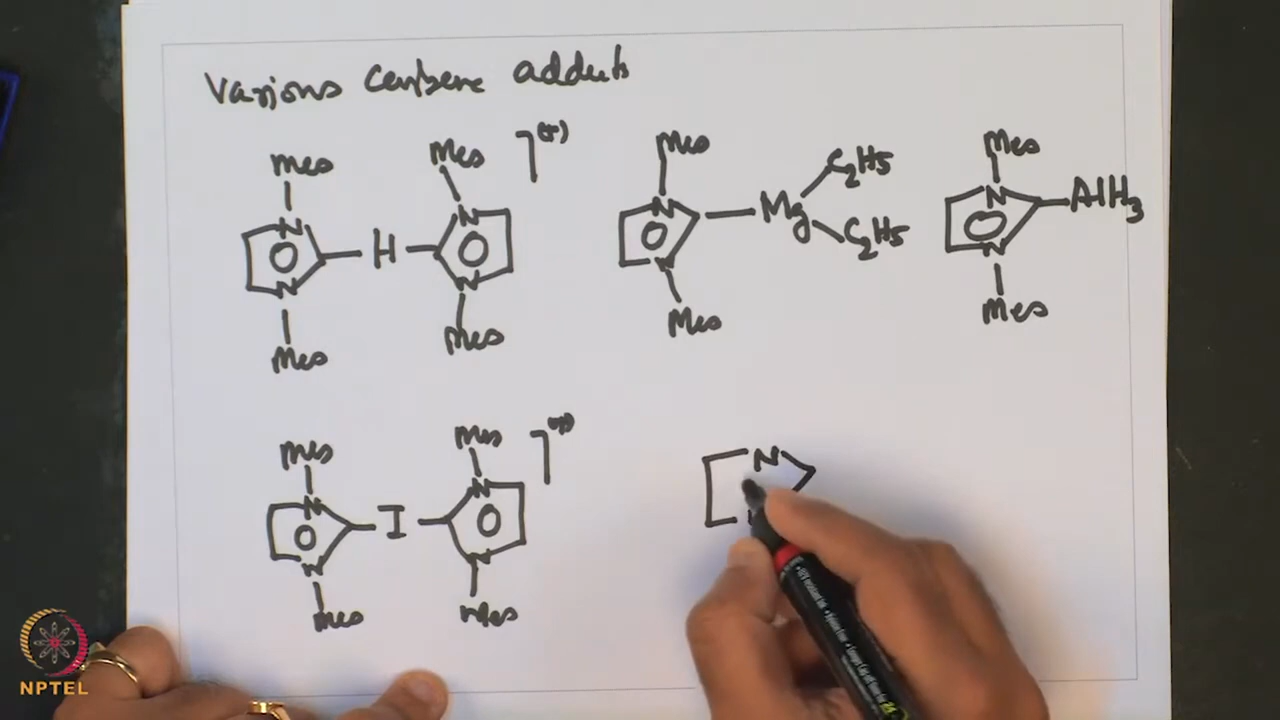 Various Carbene adducts
Mes Mes ](+) Mes C2H5 Mes
N N N N AlH3
H Mg
N N N C2H5 N
Mes Mes Mes Mes
Mes Mes ](+)
N N N
I
N N
Mes Mes
NPTEL